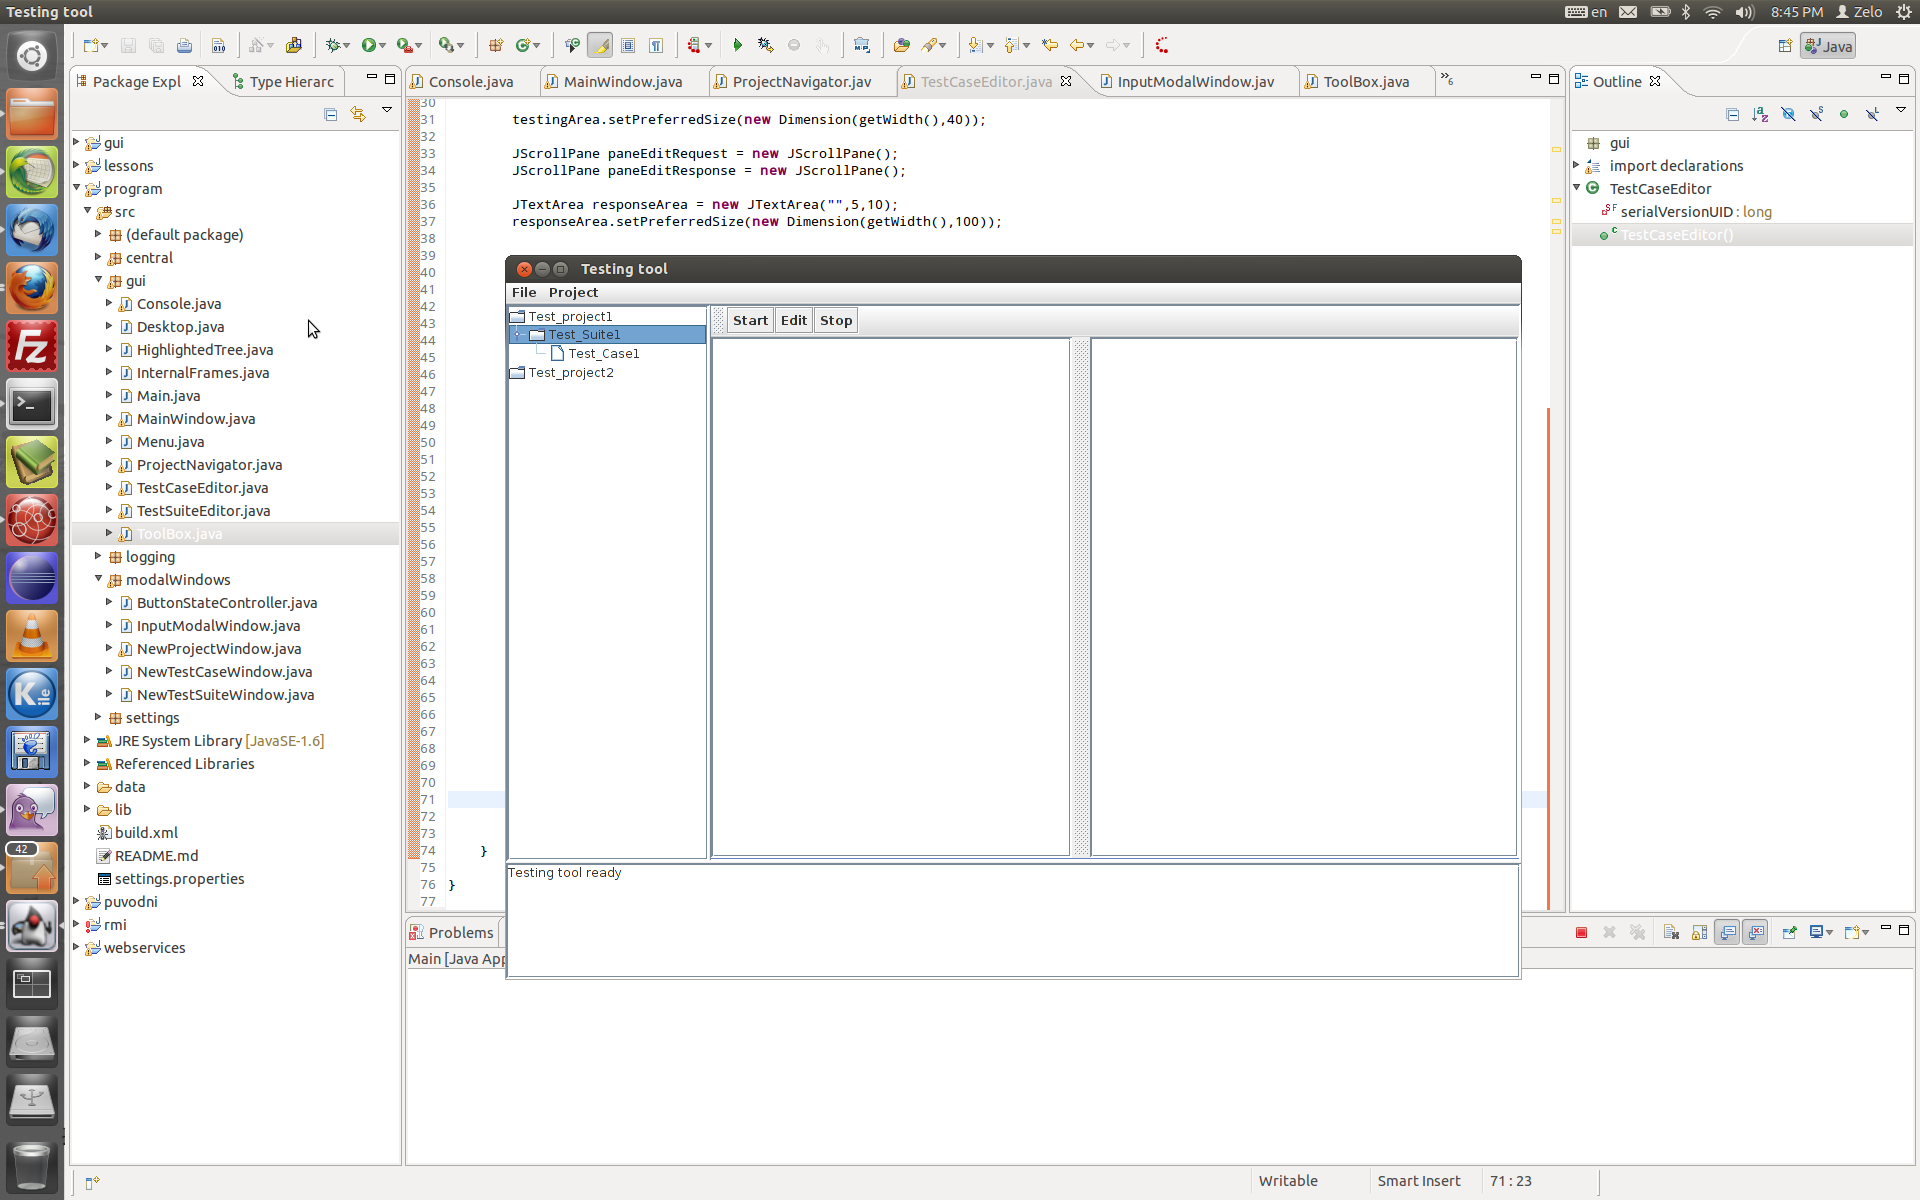 Testing tool
en
8:45 PM
Zelo
Java
Package Expl
Type Hierarc
gui
lessons
program
src
(default package)
central
gui
Console.java
Desktop.java
HighlightedTree.java
InternalFrames.java
Main.java
MainWindow.java
Menu.java
ProjectNavigator.java
TestCaseEditor.java
TestSuiteEditor.java
ToolBox.java
logging
modalWindows
ButtonStateController.java
InputModalWindow.java
NewProjectWindow.java
NewTestCaseWindow.java
NewTestSuiteWindow.java
settings
JRE System Library [JavaSE-1.6]
Referenced Libraries
data
lib
build.xml
README.md
settings.properties
puvodni
rmi
webservices
42
Console.java
MainWindow.java
ProjectNavigator.jav
TestCaseEditor.java
InputModalWindow.jav
ToolBox.java
»6
30
31 testingArea.setPreferredSize(new Dimension(getWidth(),40));
32
33 JScrollPane paneEditRequest = new JScrollPane();
34 JScrollPane paneEditResponse = new JScrollPane();
35
36 JTextArea responseArea = new JTextArea("",5,10);
37 responseArea.setPreferredSize(new Dimension(getWidth(),100));
38
39
40
41
42
43
44
45
46
47
48
49
50
51
52
53
54
55
56
57
58
59
60
61
62
63
64
65
66
67
68
69
70
71
72
73
74 }
75
76 }
77
Testing tool
File Project
Test_project1
Test_Suite1
Test_Case1
Test_project2
Start Edit Stop
Testing tool ready
Problems
Main [Java App
Outline
gui
import declarations
TestCaseEditor
serialVersionUID : long
TestCaseEditor()
Writable
Smart Insert
71 : 23